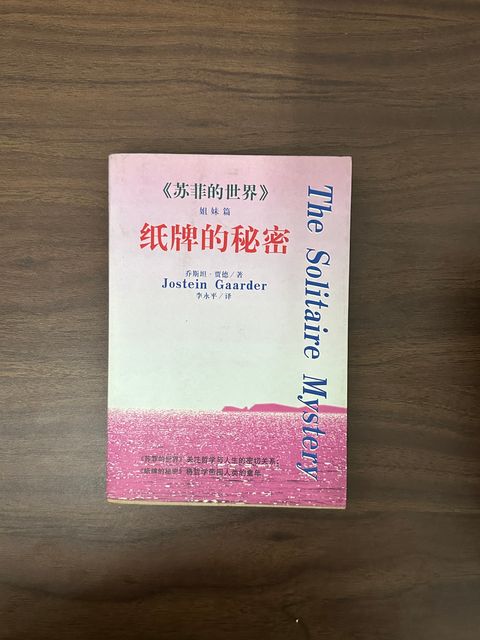 《苏菲的世界》
姐妹篇
纸牌的秘密
乔斯坦·贾德／著
Jostein Gaarder
李永平／译
The Solitaire Mystery
《苏菲的世界》关注哲学与人生的密切关系；
《纸牌的秘密》将哲学带回人类的童年